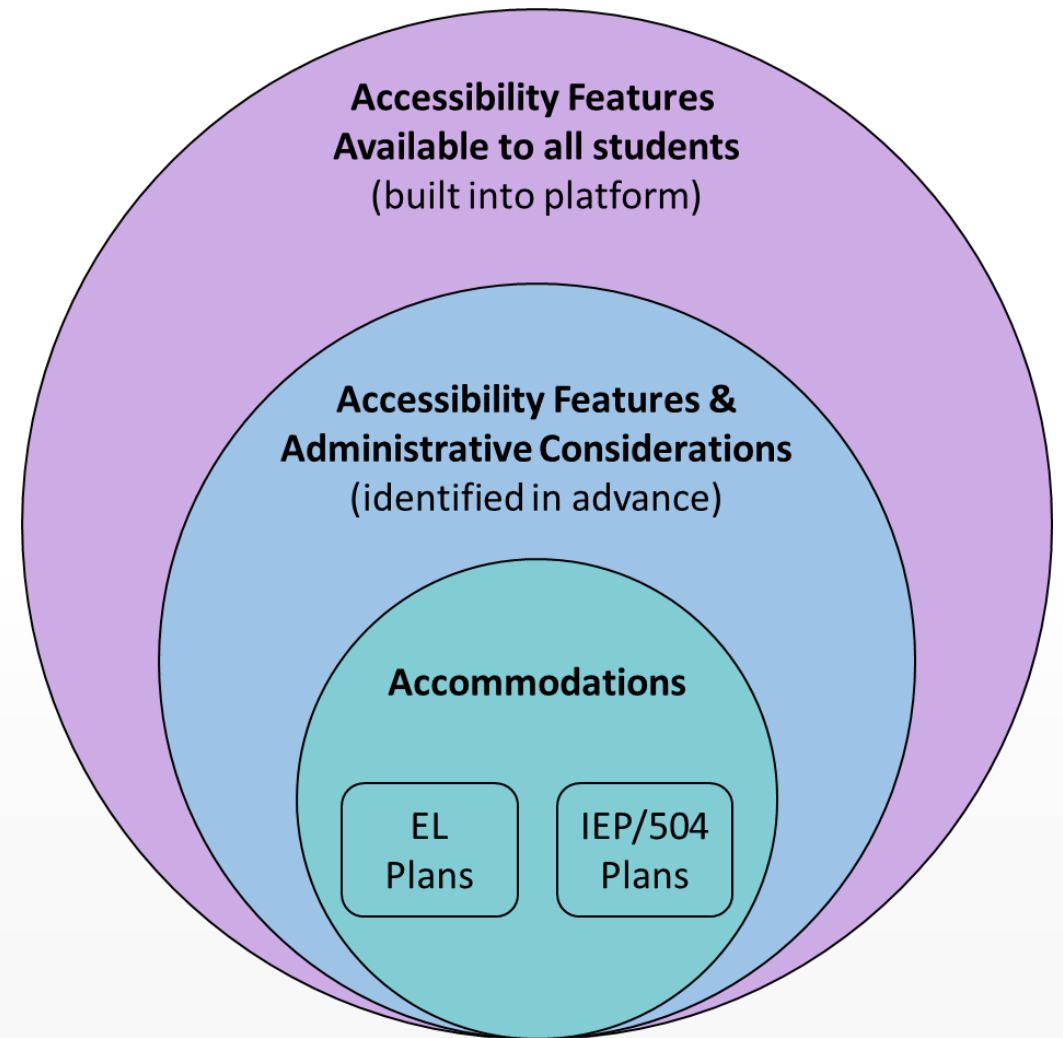 Accessibility Features
Available to all students
(built into platform)
Accessibility Features &
Administrative Considerations
(identified in advance)
Accommodations
EL
Plans
IEP/504
Plans